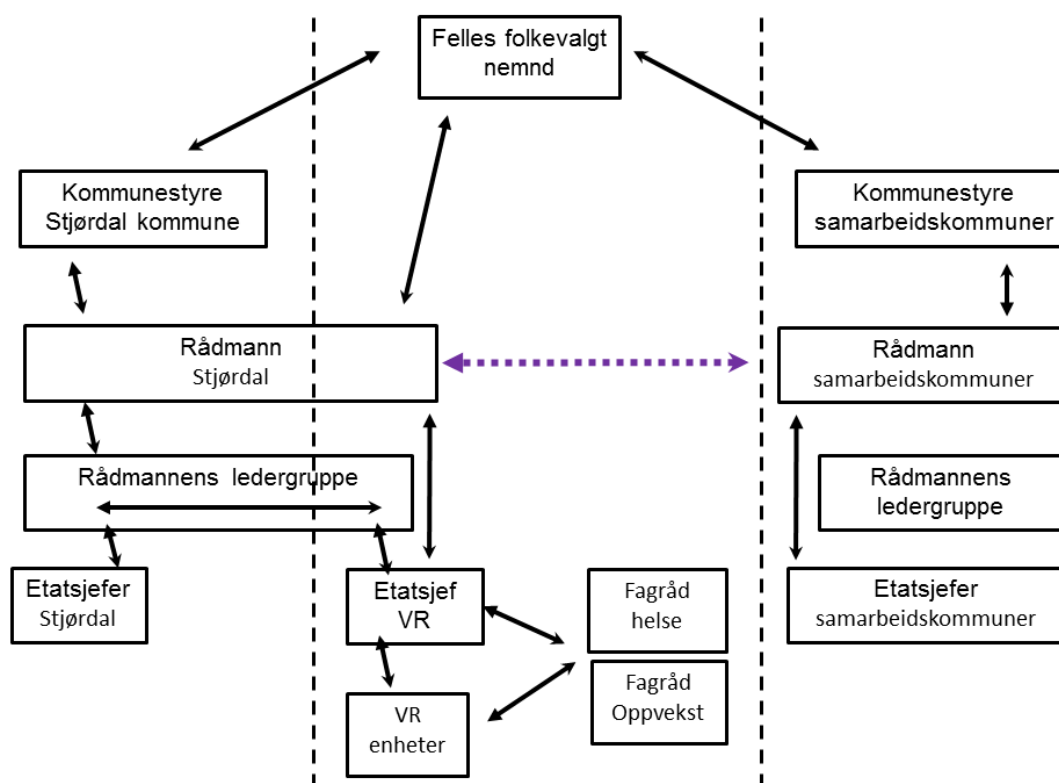 Felles folkevalgt
nemnd
Kommunestyre
Stjørdal kommune
Kommunestyre
samarbeidskommuner
Rådmann
Stjørdal
Rådmann
samarbeidskommuner
Rådmannens ledergruppe
Rådmannens
ledergruppe
Etatsjefer
Stjørdal
Etatsjef
VR
Fagråd
helse
Etatsjefer
samarbeidskommuner
VR
enheter
Fagråd
Oppvekst